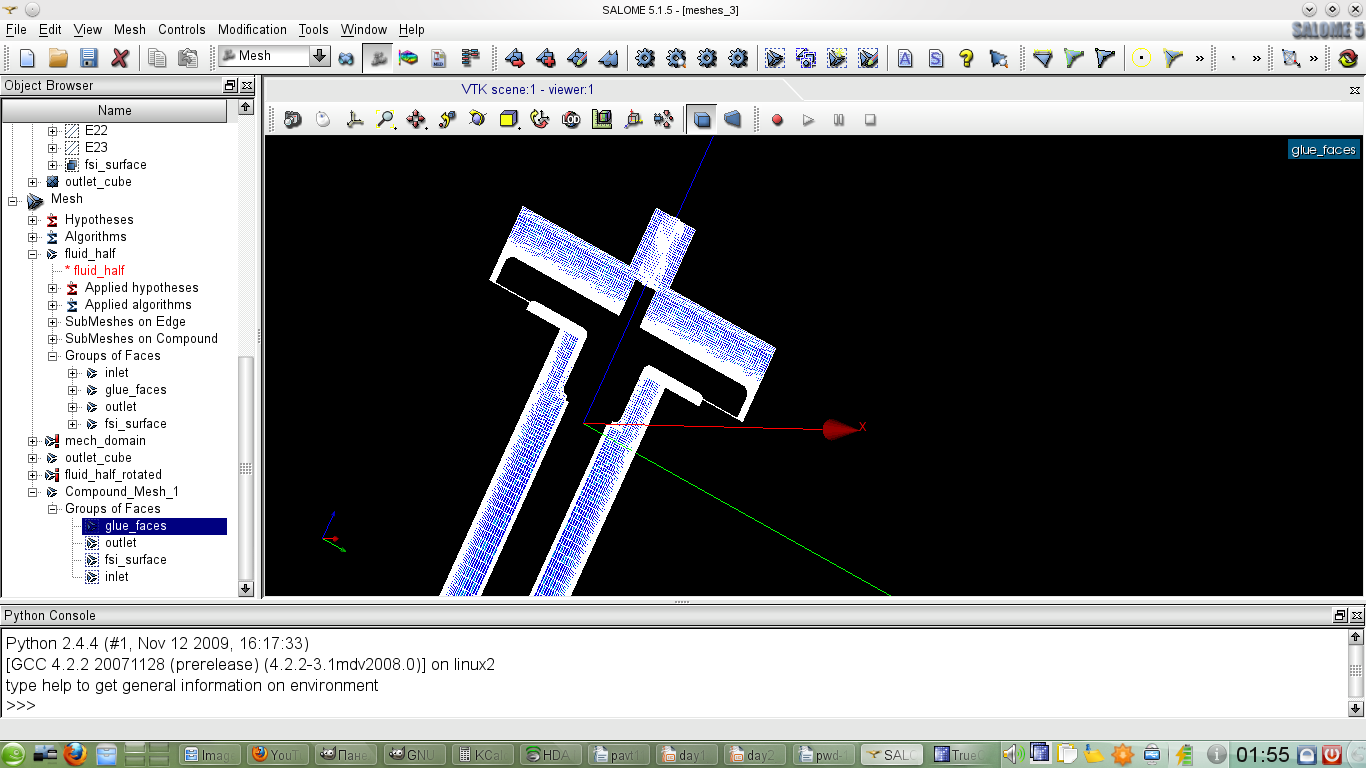 SALOME 5.1.5 - [meshes_3]
File Edit View Mesh Controls Modification Tools Window Help
SALOME 5
Mesh
Object Browser
VTK scene:1 - viewer:1
Name
E22
E23
fsi_surface
outlet_cube
Mesh
Hypotheses
Algorithms
fluid_half
* fluid_half
Applied hypotheses
Applied algorithms
SubMeshes on Edge
SubMeshes on Compound
Groups of Faces
inlet
glue_faces
outlet
fsi_surface
mech_domain
outlet_cube
fluid_half_rotated
Compound_Mesh_1
Groups of Faces
glue_faces
outlet
fsi_surface
inlet
glue_faces
X
Python Console
Python 2.4.4 (#1, Nov 12 2009, 16:17:33)
[GCC 4.2.2 20071128 (prerelease) (4.2.2-3.1mdv2008.0)] on linux2
type help to get general information on environment
>>>
Imag YouT Пане GNU KCal HDA pavt1 day1 day2 pwd-1 SALO TrueC 01:55